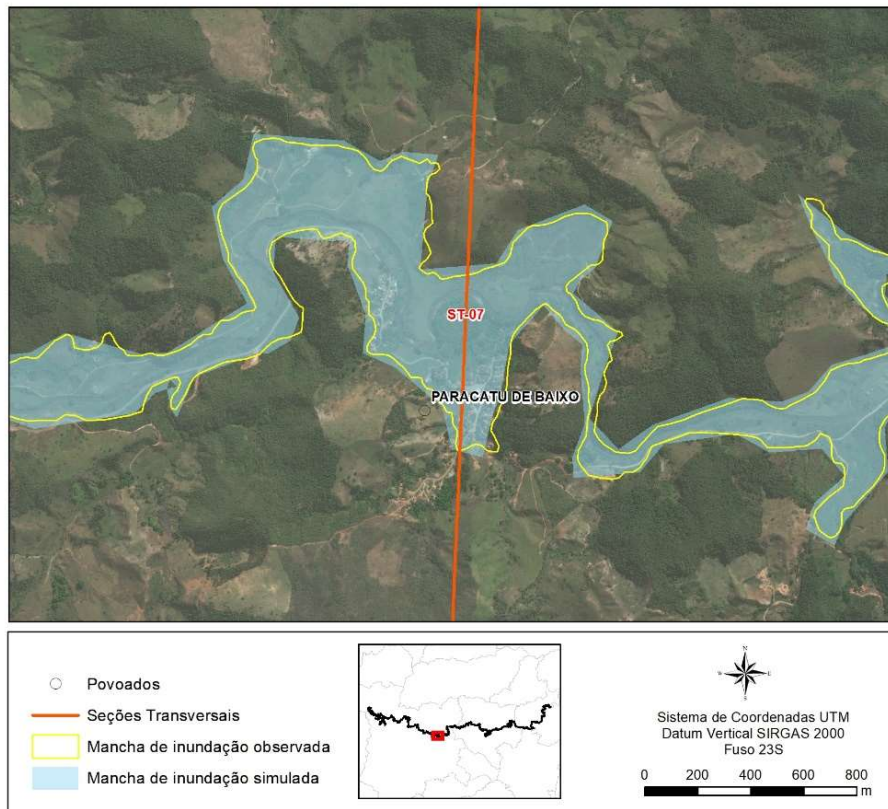 ST-07
PARACATU DE BAIXO
Povoados
Seções Transversais
Mancha de inundação observada
Mancha de inundação simulada
N
W
E
S
Sistema de Coordenadas UTM
Datum Vertical SIRGAS 2000
Fuso 23S
0 200 400 600 800
m